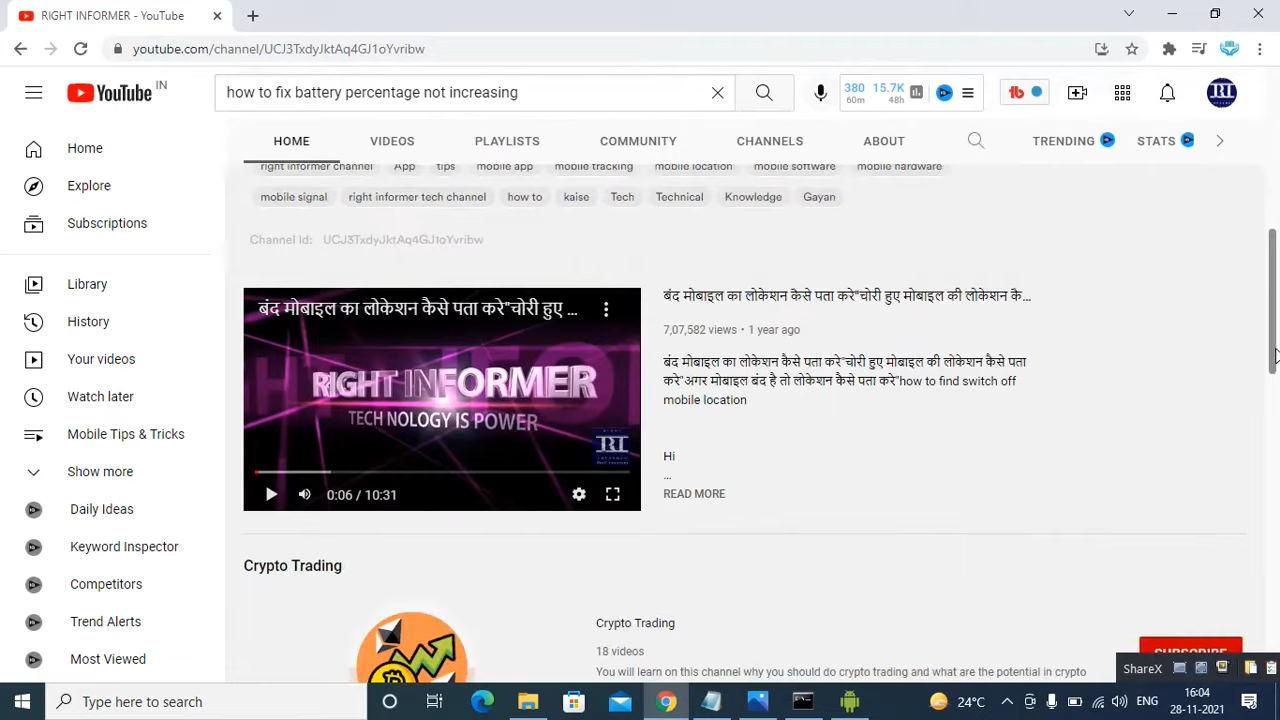 RIGHT INFORMER - YouTube
youtube.com/channel/UCJ3TxdyJktAq4GJ1oYvribw
YouTube IN
how to fix battery percentage not increasing
380 15.7K
60m 48h
HOME VIDEOS PLAYLISTS COMMUNITY CHANNELS ABOUT TRENDING STATS
right informer channel App tips mobile app mobile tracking mobile location mobile software mobile hardware
mobile signal right informer tech channel how to kaise Tech Technical Knowledge Gayan
Channel Id: UCJ3TxdyJktAq4GJ1oYvribw
Home
Explore
Subscriptions
Library
History
Your videos
Watch later
Mobile Tips & Tricks
Show more
Daily Ideas
Keyword Inspector
Competitors
Trend Alerts
Most Viewed
बंद मोबाइल का लोकेशन कैसे पता करे"चोरी हुए ...
RIGHT INFORMER
TECHNOLOGY IS POWER
0:06 / 10:31
बंद मोबाइल का लोकेशन कैसे पता करे"चोरी हुए मोबाइल की लोकेशन कै...
7,07,582 views • 1 year ago
बंद मोबाइल का लोकेशन कैसे पता करे"चोरी हुए मोबाइल की लोकेशन कैसे पता
करे"अगर मोबाइल बंद है तो लोकेशन कैसे पता करे"how to find switch off
mobile location
Hi
...
READ MORE
Crypto Trading
Crypto Trading
18 videos
You will learn on this channel why you should do crypto trading and what are the potential in crypto
SUBSCRIBE
ShareX
Type here to search
24°C
ENG
16:04
28-11-2021